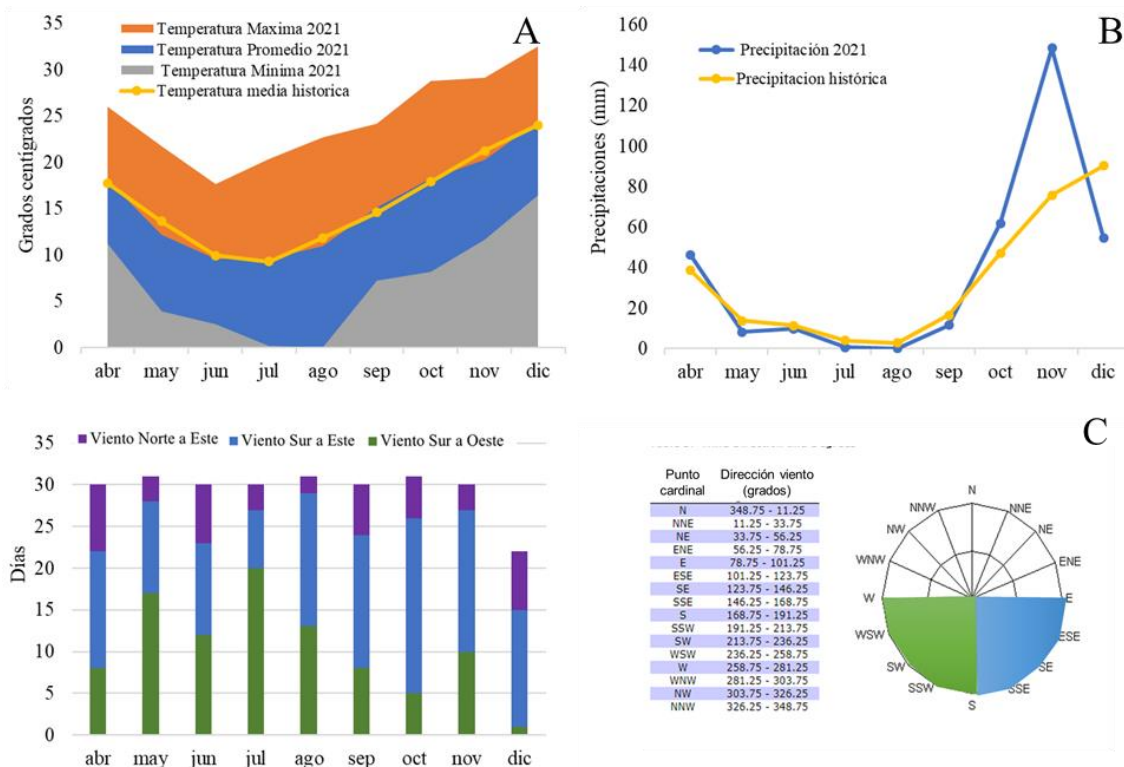 A
Temperatura Maxima 2021
Temperatura Promedio 2021
Temperatura Minima 2021
Temperatura media historica
Grados centígrados
35
30
25
20
15
10
5
0
abr may jun jul ago sep oct nov dic
B
Precipitación 2021
Precipitacion histórica
Precipitaciones (mm)
160
140
120
100
80
60
40
20
0
abr may jun jul ago sep oct nov dic
Viento Norte a Este Viento Sur a Este Viento Sur a Oeste
Días
35
30
25
20
15
10
5
0
abr may jun jul ago sep oct nov dic
C
Punto cardinal Dirección viento (grados)
N 348.75 - 11.25
NNE 11.25 - 33.75
NE 33.75 - 56.25
ENE 56.25 - 78.75
E 78.75 - 101.25
ESE 101.25 - 123.75
SE 123.75 - 146.25
SSE 146.25 - 168.75
S 168.75 - 191.25
SSW 191.25 - 213.75
SW 213.75 - 236.25
WSW 236.25 - 258.75
W 258.75 - 281.25
WNW 281.25 - 303.75
NW 303.75 - 326.25
NNW 326.25 - 348.75
N
NNW NNE
NW NE
WNW ENE
W E
WSW ESE
SW SE
SSW SSE
S